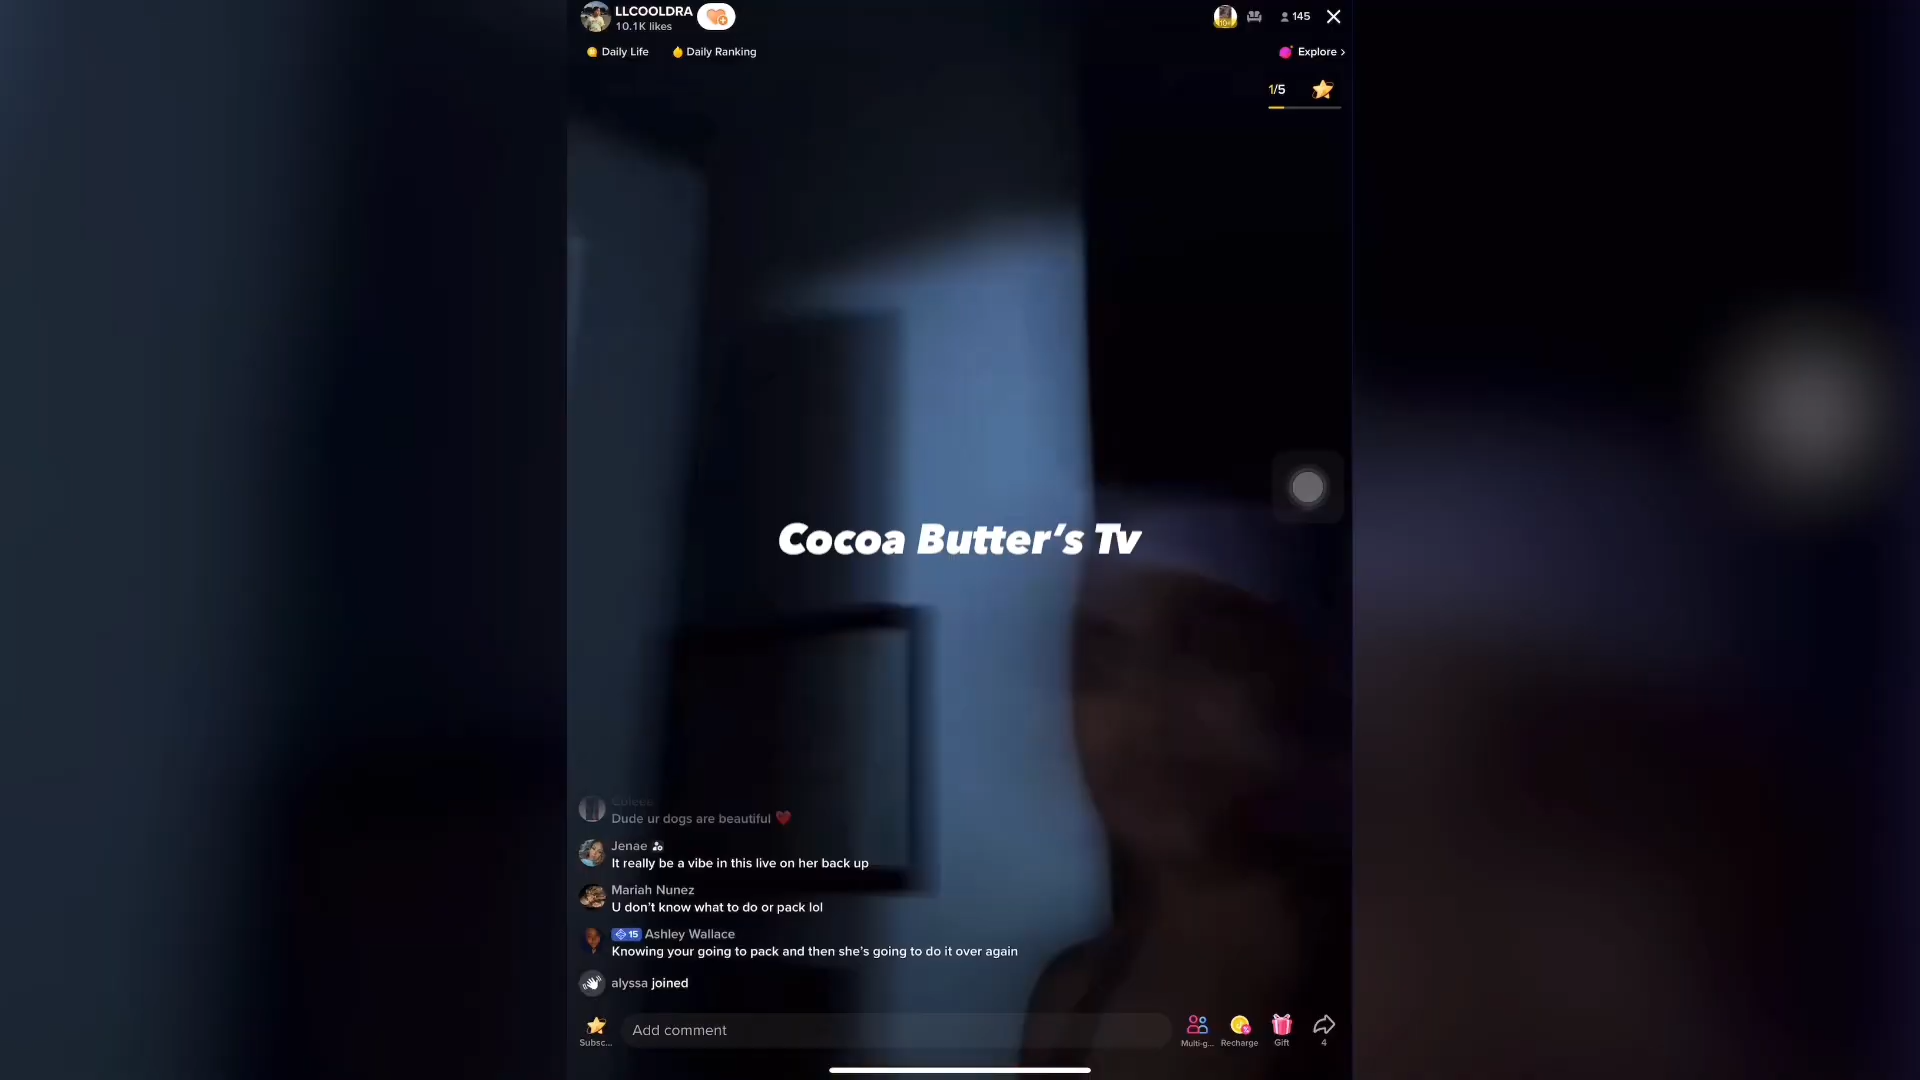 LLCOOLDRA
10.1K likes
145
Daily Life
Daily Ranking
Explore >
1/5
Cocoa Butter's Tv
Dude ur dogs are beautiful ❤️
Jenae
It really be a vibe in this live on her back up
Mariah Nunez
U don't know what to do or pack lol
15 Ashley Wallace
Knowing your going to pack and then she's going to do it over again
alyssa joined
Add comment
Subsc...
Multi-g...
Recharge
Gift
4